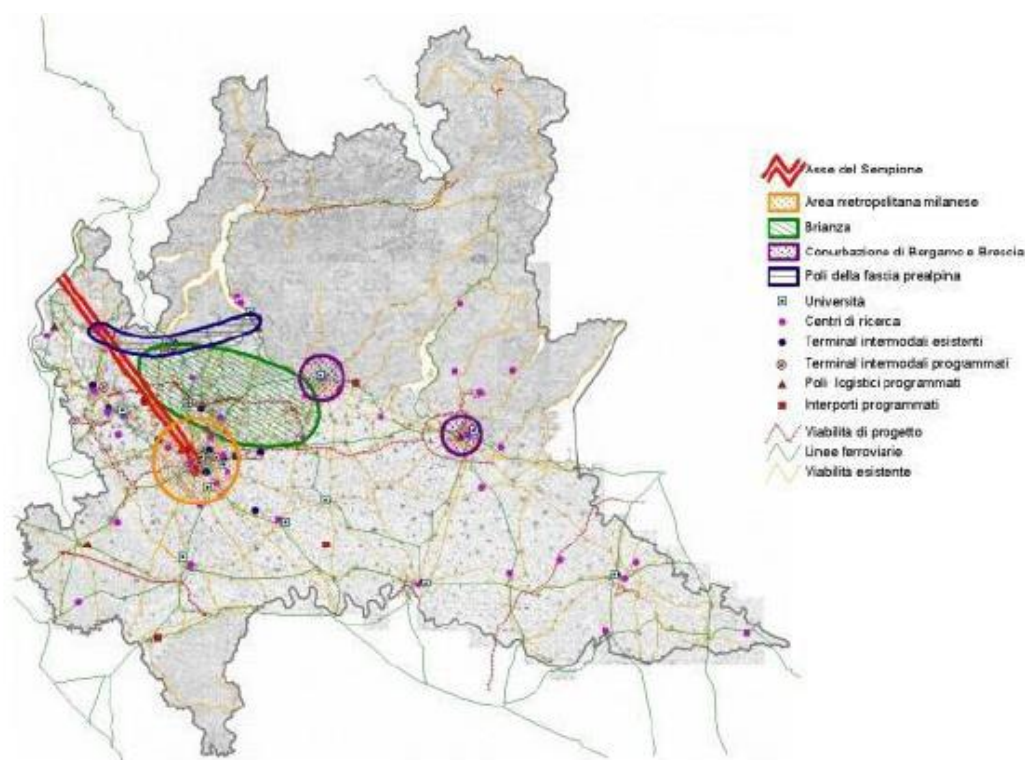 Asse del Sempione
Area metropolitana milanese
Brianza
Conurbazione di Bergamo e Brescia
Poli della fascia prealpina
Università
Centri di ricerca
Terminal intermodali esistenti
Terminal intermodali programmati
Poli logistici programmati
Interporti programmati
Viabilità di progetto
Linee ferroviarie
Viabilità esistente